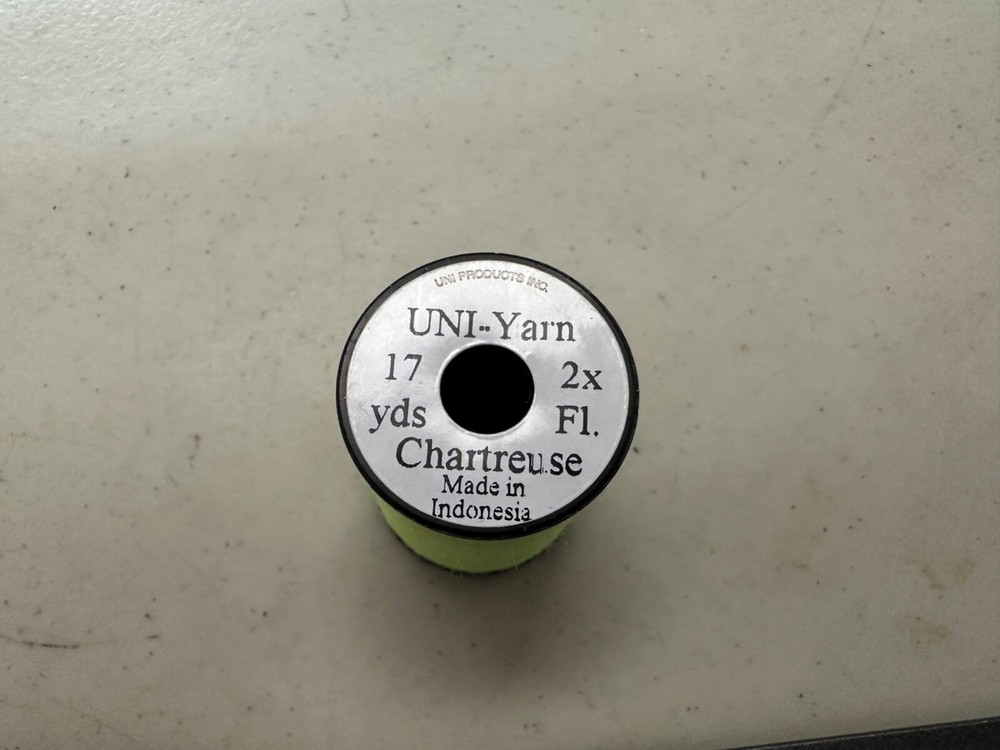 UNI PRODUCTS INC.
UNI-Yarn
17 2x
yds Fl.
Chartreuse
Made in
Indonesia